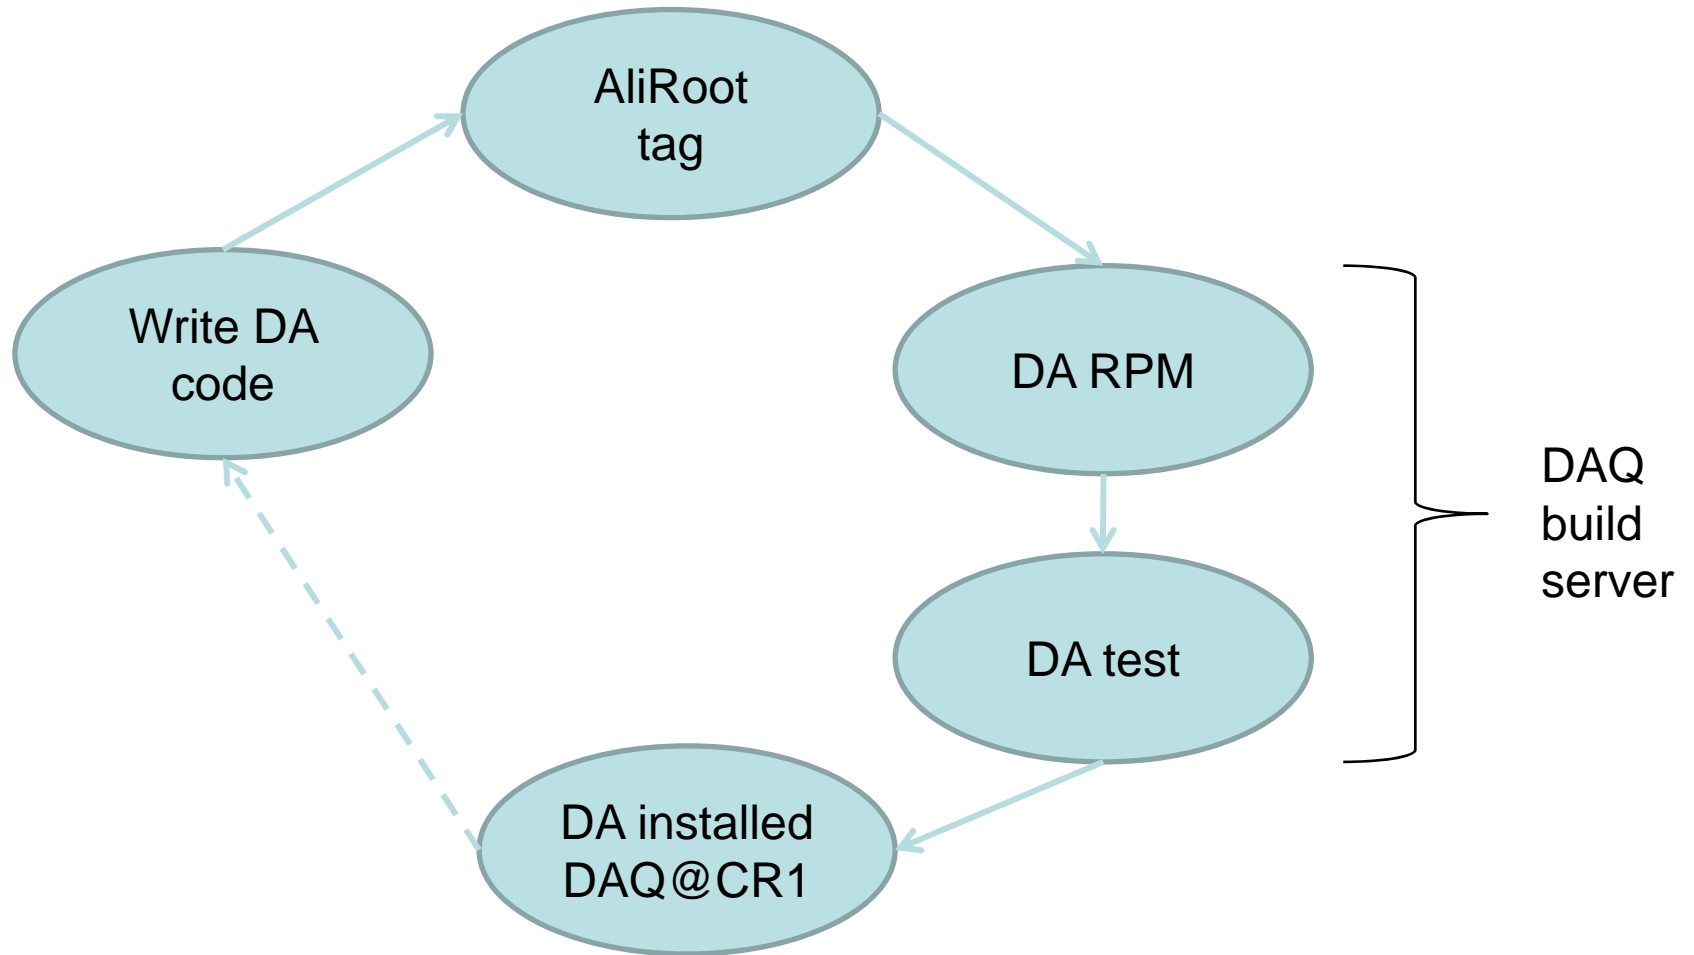 AliRoot
tag
Write DA
code
DA RPM
DAQ
build
server
DA test
DA installed
DAQ@CR1